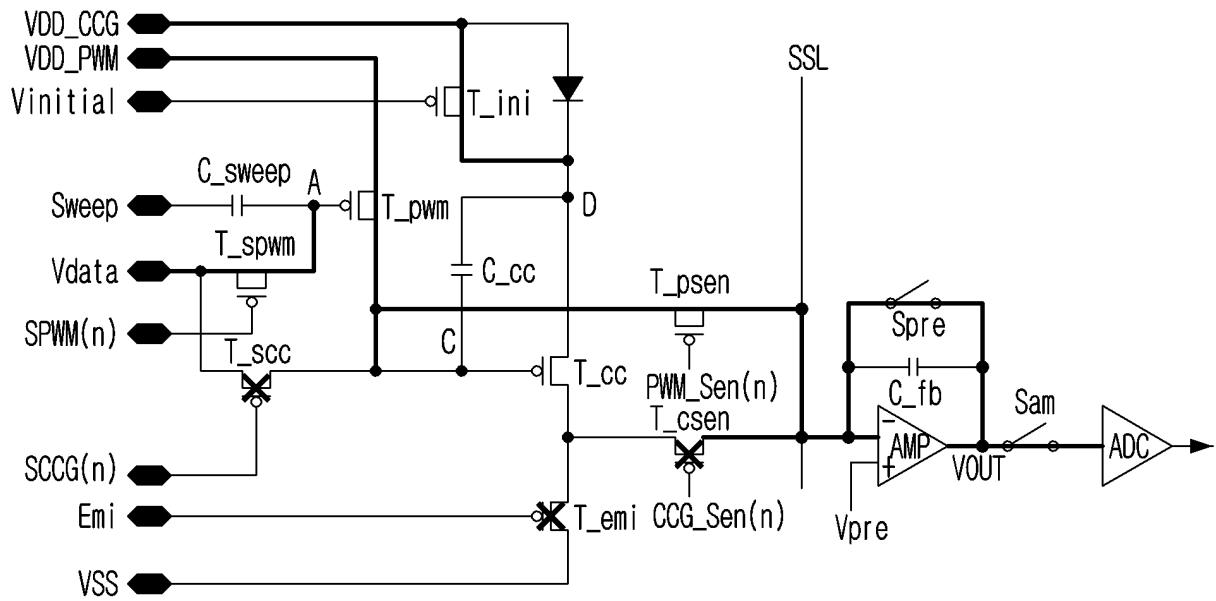 VDD_CCG
VDD_PWM
SSL
Vinitial
T_ini
C_sweep
A
Sweep
T_pwm
D
T_spwm
Vdata
C_cc
T_psen
SPWM(n)
Spre
T_scc
C
T_cc
PWM_Sen(n)
C_fb
T_csen
Sam
-
AMP
+
VOUT
ADC
SCCG(n)
Emi
T_emi
CCG_Sen(n)
Vpre
VSS